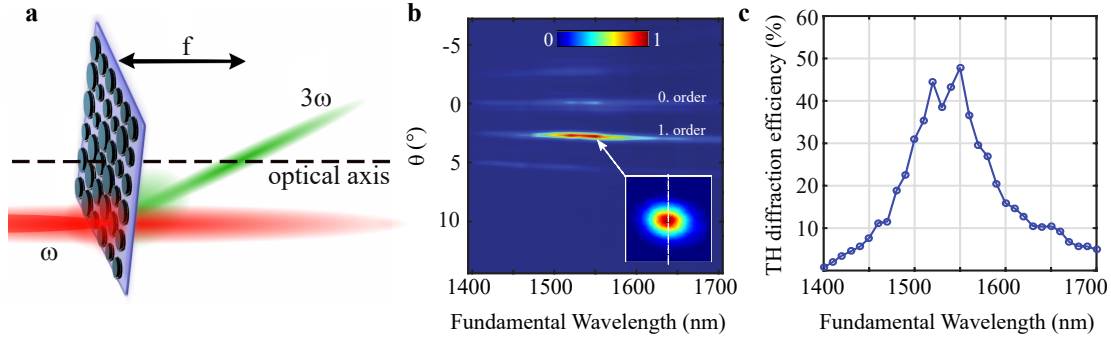 a
f
3ω
optical axis
ω
b
0
1
0. order
1. order
-5
0
5
10
θ (°)
1400
1500
1600
1700
Fundamental Wavelength (nm)
c
60
50
40
30
20
10
TH diffraction efficiency (%)
1400
1500
1600
1700
Fundamental Wavelength (nm)